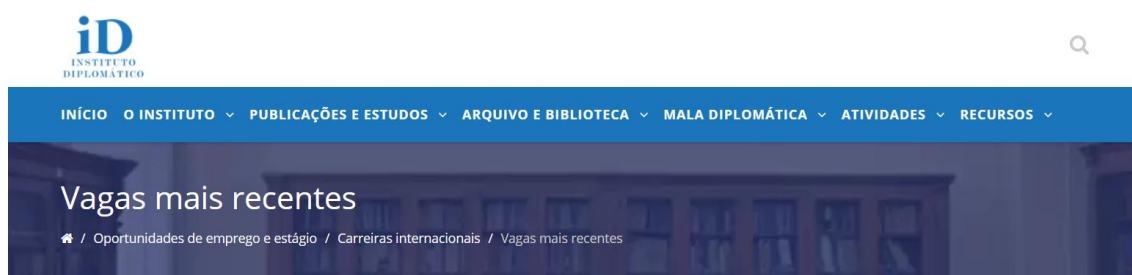 iD
INSTITUTO
DIPLOMÁTICO
INÍCIO O INSTITUTO PUBLICAÇÕES E ESTUDOS ARQUIVO E BIBLIOTECA MALA DIPLOMÁTICA ATIVIDADES RECURSOS
Vagas mais recentes
/ Oportunidades de emprego e estágio / Carreiras internacionais / Vagas mais recentes